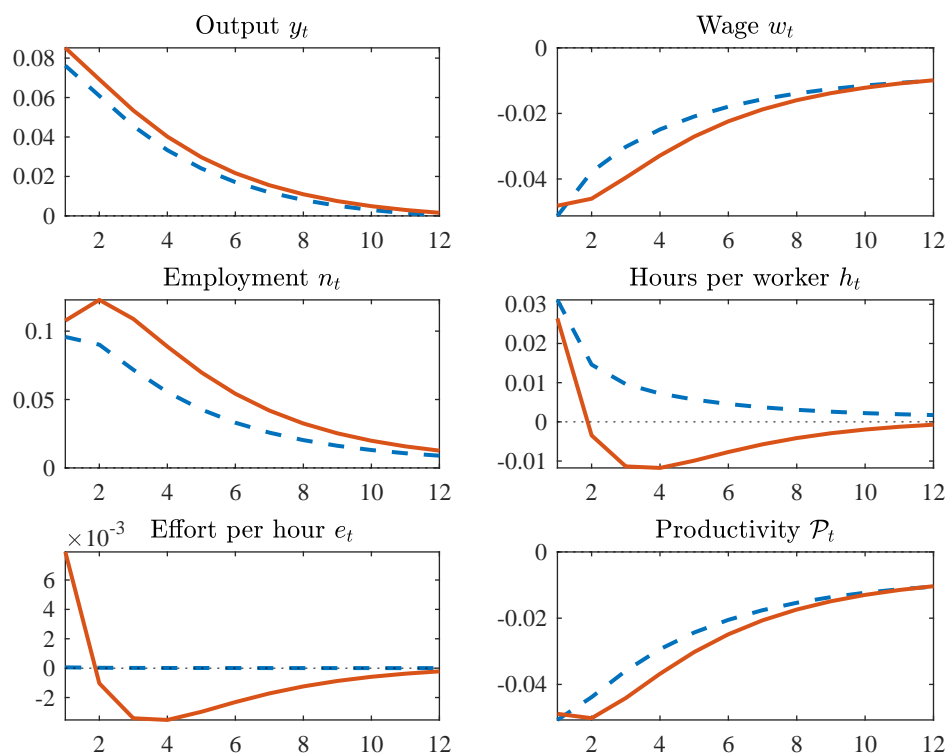 Output yₜ
0.08
0.06
0.04
0.02
0
2 4 6 8 10 12
Wage wₜ
0
-0.02
-0.04
2 4 6 8 10 12
Employment nₜ
0.1
0.05
0
2 4 6 8 10 12
Hours per worker hₜ
0.03
0.02
0.01
0
-0.01
2 4 6 8 10 12
Effort per hour eₜ
×10⁻³
6
4
2
0
-2
2 4 6 8 10 12
Productivity 𝒫ₜ
0
-0.02
-0.04
2 4 6 8 10 12